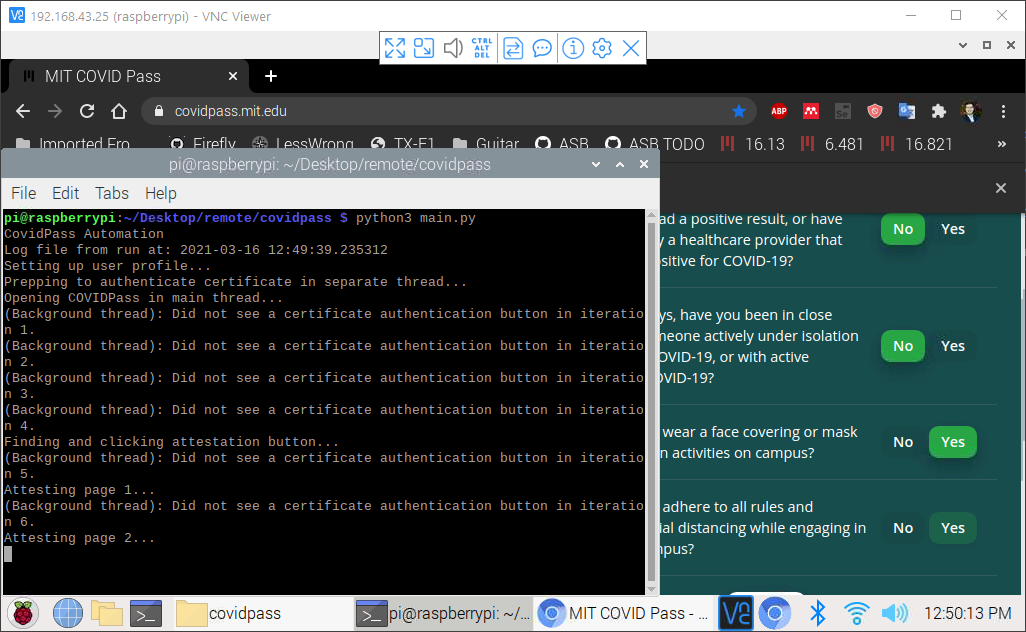 192.168.43.25 (raspberrypi) - VNC Viewer
CTRL
ALT
DEL
MIT COVID Pass
covidpass.mit.edu
ABP
Imported Fro
Firefly
LessWrong
TX-E1
Guitar
ASB
ASB TODO
16.13
6.481
16.821
»
pi@raspberrypi: ~/Desktop/remote/covidpass
File Edit Tabs Help
pi@raspberrypi:~/Desktop/remote/covidpass $ python3 main.py
CovidPass Automation
Log file from run at: 2021-03-16 12:49:39.235312
Setting up user profile...
Prepping to authenticate certificate in separate thread...
Opening COVIDPass in main thread...
(Background thread): Did not see a certificate authentication button in iteratio
n 1.
(Background thread): Did not see a certificate authentication button in iteratio
n 2.
(Background thread): Did not see a certificate authentication button in iteratio
n 3.
(Background thread): Did not see a certificate authentication button in iteratio
n 4.
Finding and clicking attestation button...
(Background thread): Did not see a certificate authentication button in iteratio
n 5.
Attesting page 1...
(Background thread): Did not see a certificate authentication button in iteratio
n 6.
Attesting page 2...
ad a positive result, or have
y a healthcare provider that
sitive for COVID-19?
No Yes
ys, have you been in close
meone actively under isolation
OVID-19, or with active
OVID-19?
No Yes
wear a face covering or mask
n activities on campus?
No Yes
adhere to all rules and
ial distancing while engaging in
mpus?
No Yes
covidpass
pi@raspberrypi: ~/...
MIT COVID Pass - ...
12:50:13 PM